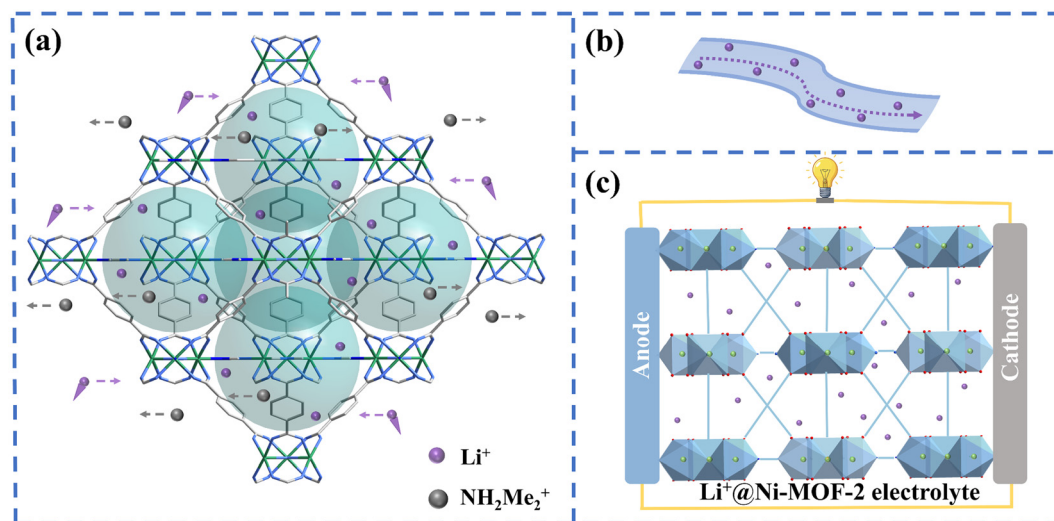 (a)
Li⁺
NH₂Me₂⁺
(b)
(c)
Anode
Cathode
Li⁺@Ni-MOF-2 electrolyte